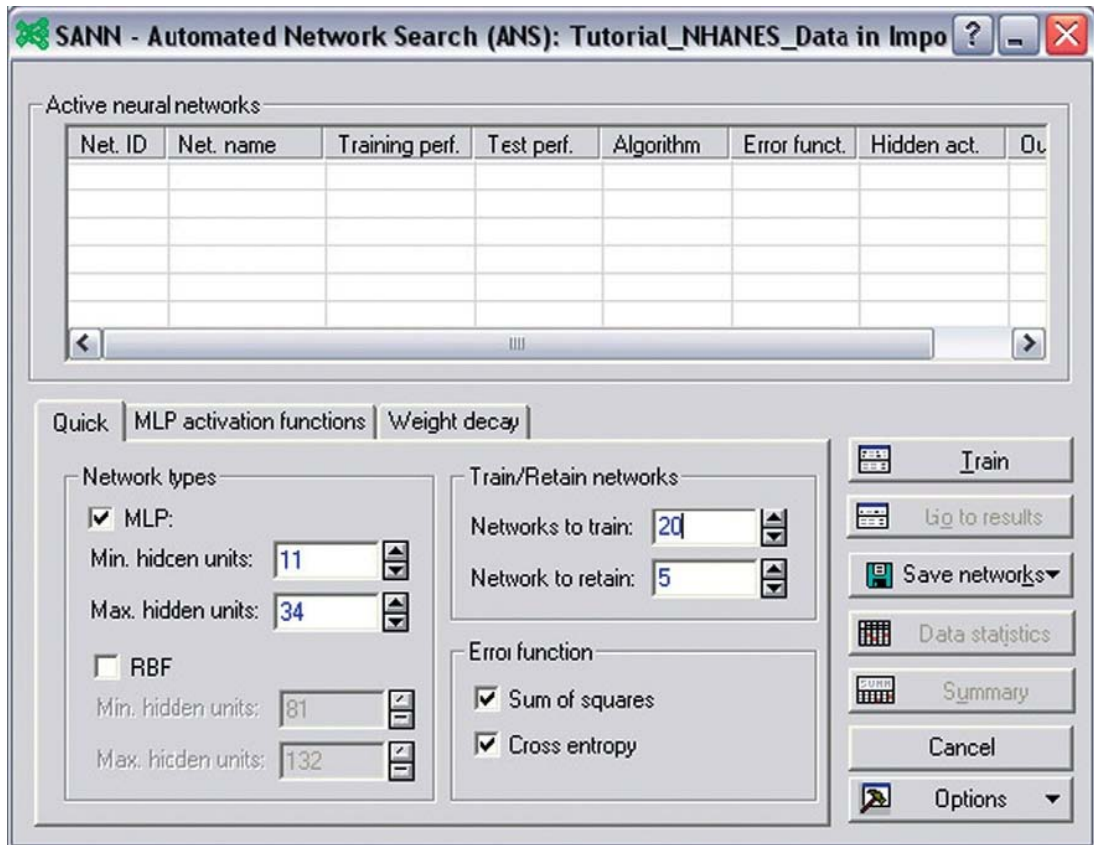 SANN - Automated Network Search (ANS): Tutorial_NHANES_Data in Impo
Active neural networks
Net. ID Net. name Training perf. Test perf. Algorithm Error funct. Hidden act. Ou
Quick MLP activation functions Weight decay
Network types
MLP:
Min. hidcen units: 11
Max. hidden units: 34
RBF
Min. hidden units: 81
Max. hicden units: 132
Train/Retain networks
Networks to train: 20
Network to retain: 5
Error function
Sum of squares
Cross entropy
Train
Go to results
Save networks
Data statistics
Summary
Cancel
Options